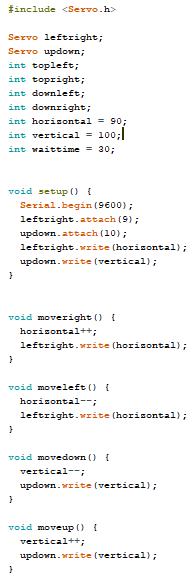 #include <Servo.h>
Servo leftright;
Servo updown;
int topleft;
int topright;
int downleft;
int downright;
int horizontal = 90;
int vertical = 100;
int waittime = 30;
void setup() {
Serial.begin(9600);
leftright.attach(9);
updown.attach(10);
leftright.write(horizontal);
updown.write(vertical);
}
void moveright() {
horizontal++;
leftright.write(horizontal);
}
void moveleft() {
horizontal--;
leftright.write(horizontal);
}
void movedown() {
vertical--;
updown.write(vertical);
}
void moveup() {
vertical++;
updown.write(vertical);
}